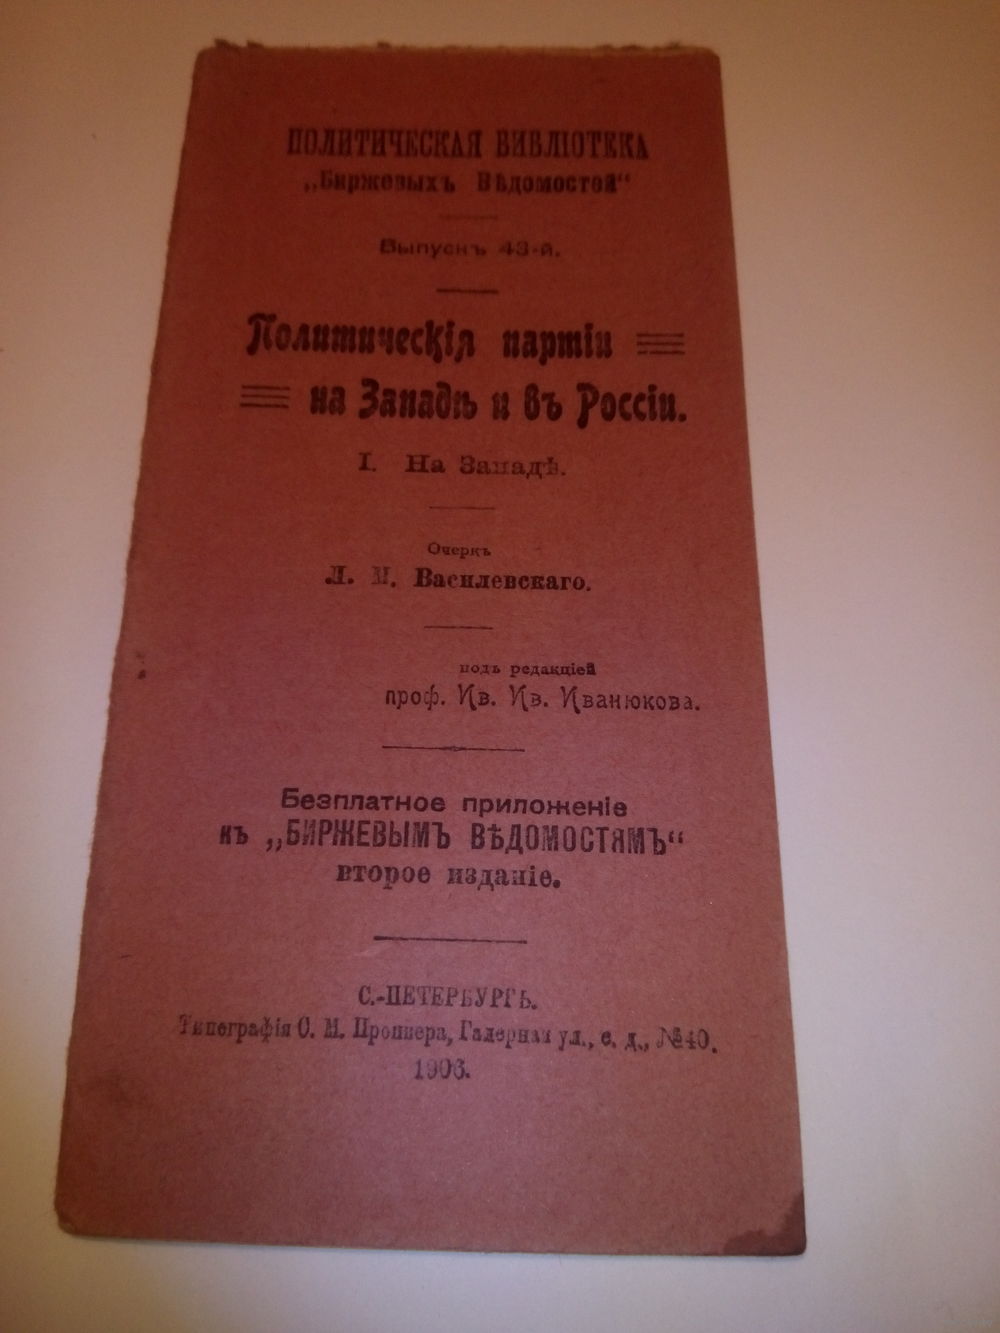 ПОЛИТИЧЕСКАЯ БИБЛІОТЕКА
„Биржевыхъ Вѣдомостей“
Выпускъ 43-й.
Политическія партіи
на Западѣ и въ Россіи.
I. На Западѣ.
Очеркъ
Л. М. Василевскаго.
подъ редакціей
проф. Ив. Ив. Иванюкова.
Безплатное приложеніе
къ „БИРЖЕВЫМЪ ВѢДОМОСТЯМЪ“
второе изданіе.
С.-ПЕТЕРБУРГЪ.
Типографія С. М. Проппера, Галерная ул., с. д., №40.
1906.